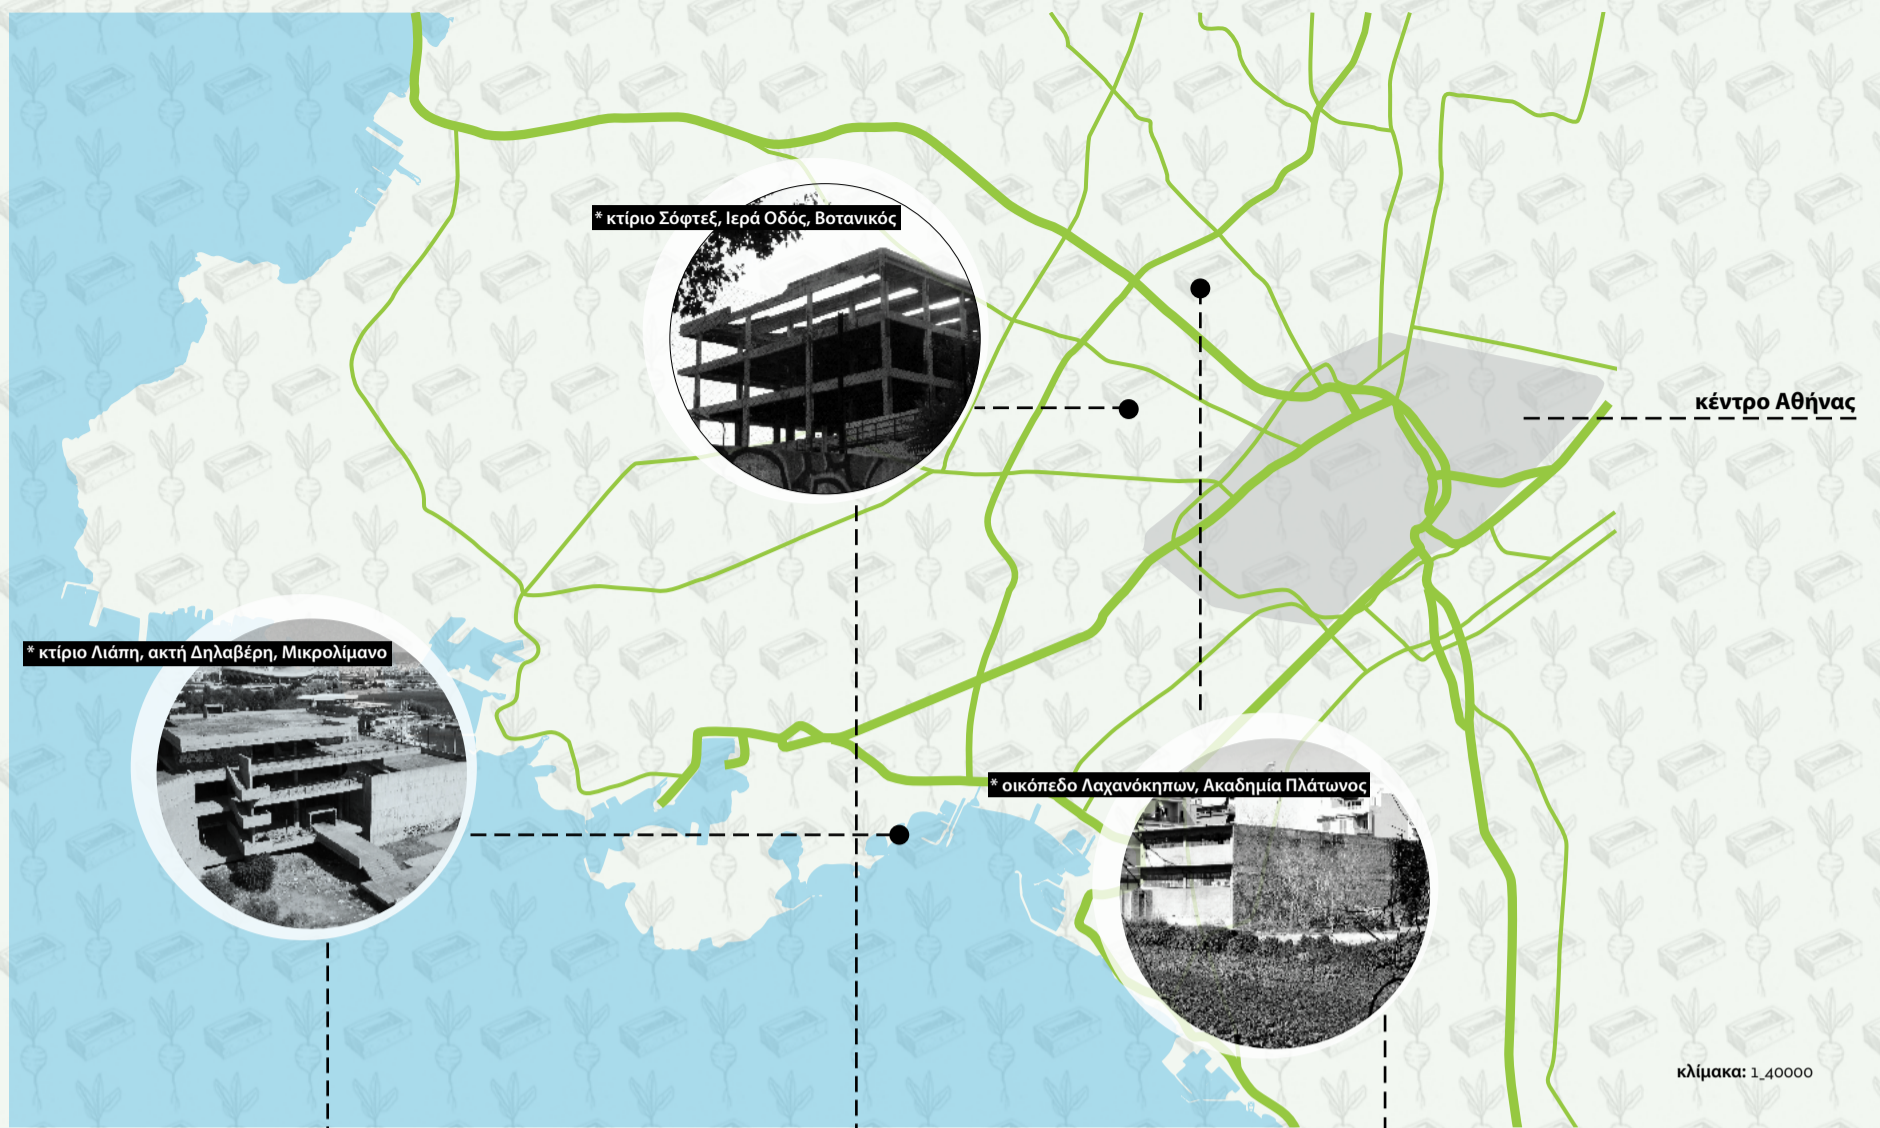 * κτίριο Σόφτεξ, Ιερά Οδός, Βοτανικός
κέντρο Αθήνας
* κτίριο Λιάπη, ακτή Δηλαβέρη, Μικρολίμανο
* οικόπεδο Λαχανόκηπων, Ακαδημία Πλάτωνος
κλίμακα: 1_40000